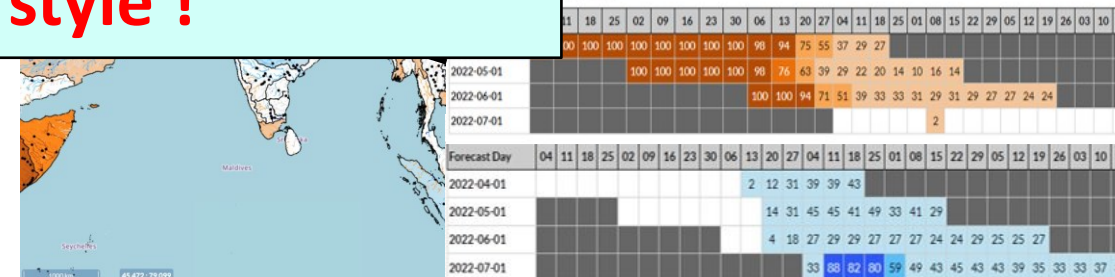 style !
11 18 25 02 09 16 23 30 06 13 20 27 04 11 18 25 01 08 15 22 29 05 12 19 26 03 10
100 100 100 100 100 100 100 98 94 75 55 37 29 27
2022-05-01 100 100 100 100 100 98 76 63 39 29 22 20 14 10 16 14
2022-06-01 100 100 94 71 51 39 33 33 31 29 31 29 27 27 24 24
2022-07-01 2
Maldives
Seychelles
Forecast Day 04 11 18 25 02 09 16 23 30 06 13 20 27 04 11 18 25 01 08 15 22 29 05 12 19 26 03 10
2022-04-01 2 12 31 39 39 43
2022-05-01 14 31 45 45 41 49 33 41 29
2022-06-01 4 18 27 29 29 27 27 27 24 24 29 25 25 27
2022-07-01 33 88 82 80 59 49 43 45 43 43 39 35 33 33 37